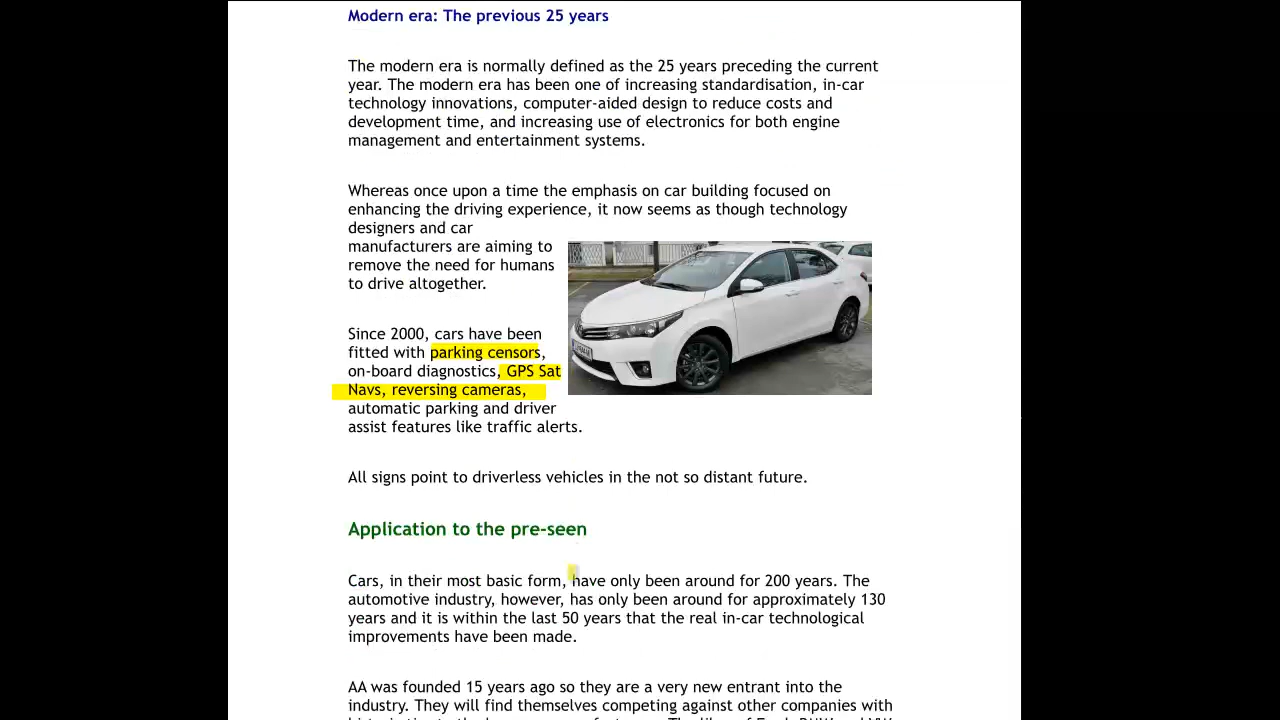 Modern era: The previous 25 years
The modern era is normally defined as the 25 years preceding the current
year. The modern era has been one of increasing standardisation, in-car
technology innovations, computer-aided design to reduce costs and
development time, and increasing use of electronics for both engine
management and entertainment systems.
Whereas once upon a time the emphasis on car building focused on
enhancing the driving experience, it now seems as though technology
designers and car
manufacturers are aiming to
remove the need for humans
to drive altogether.
Since 2000, cars have been
fitted with parking censors,
on-board diagnostics, GPS Sat
Navs, reversing cameras,
automatic parking and driver
assist features like traffic alerts.
All signs point to driverless vehicles in the not so distant future.
Application to the pre-seen
Cars, in their most basic form, have only been around for 200 years. The
automotive industry, however, has only been around for approximately 130
years and it is within the last 50 years that the real in-car technological
improvements have been made.
AA was founded 15 years ago so they are a very new entrant into the
industry. They will find themselves competing against other companies with